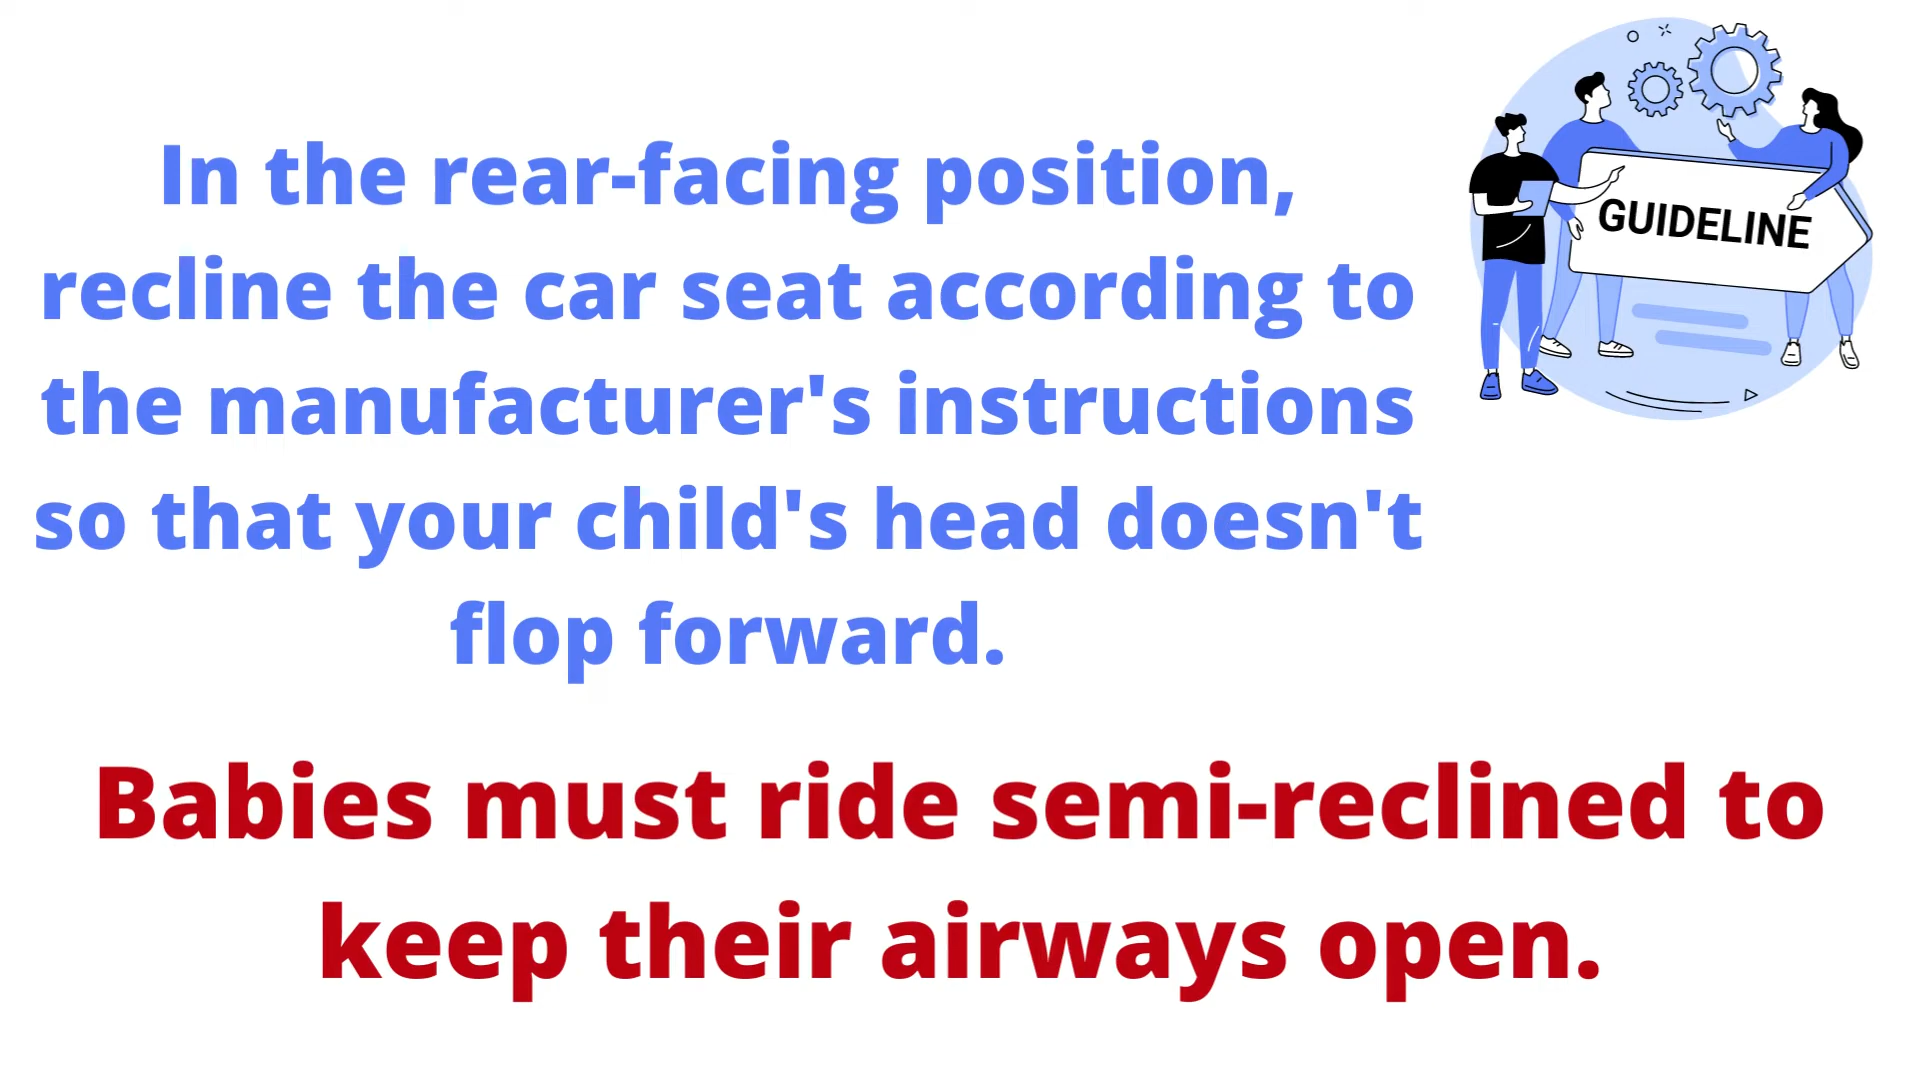 In the rear-facing position,
recline the car seat according to
the manufacturer's instructions
so that your child's head doesn't
flop forward.
GUIDELINE
Babies must ride semi-reclined to
keep their airways open.